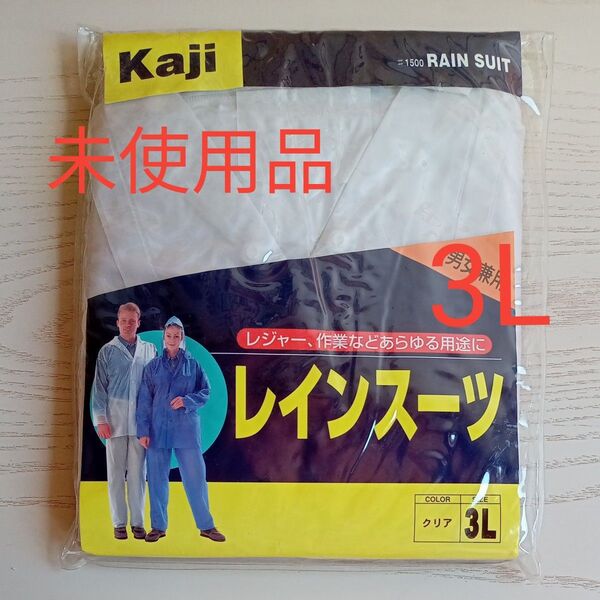 Kaji
#1500 RAIN SUIT
未使用品
男女兼用
3L
レジャー、作業などあらゆる用途に
レインスーツ
COLOR SIZE
クリア 3L